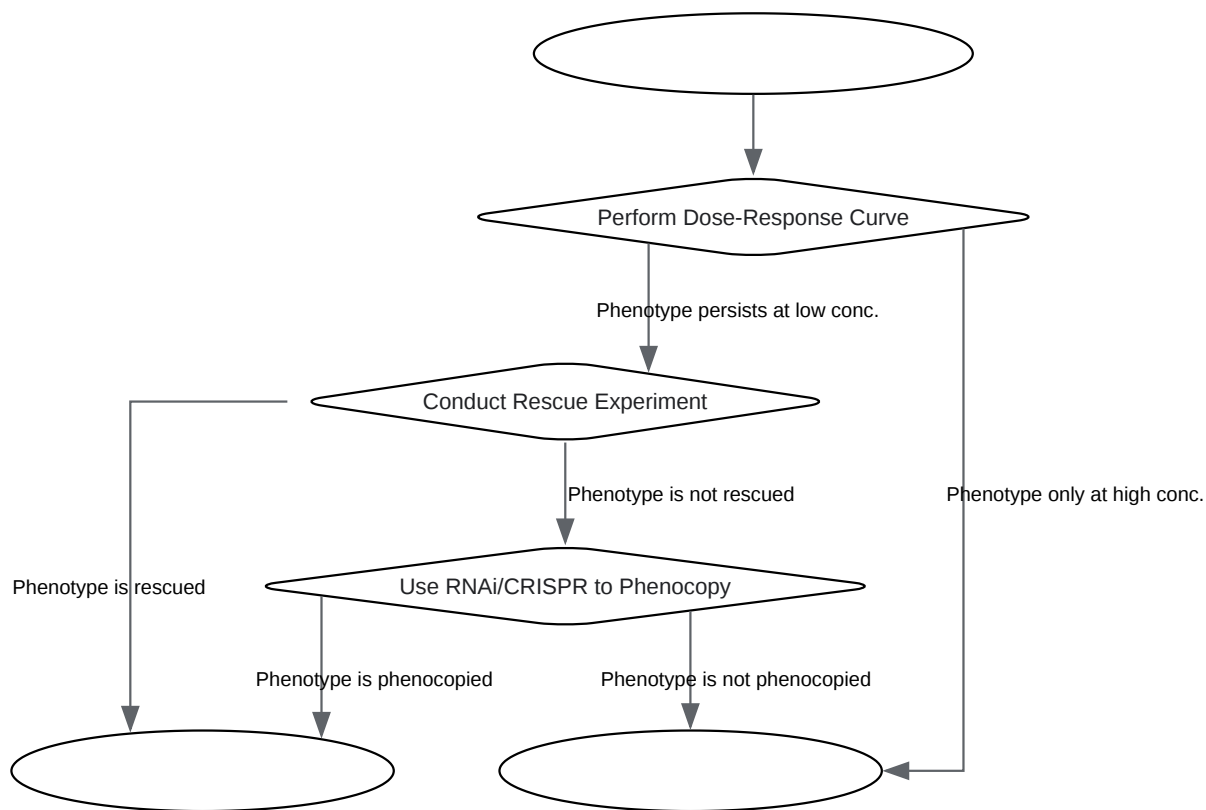 Perform Dose-Response Curve
Phenotype persists at low conc.
Conduct Rescue Experiment
Phenotype is not rescued
Phenotype only at high conc.
Phenotype is rescued
Use RNAi/CRISPR to Phenocopy
Phenotype is phenocopied
Phenotype is not phenocopied